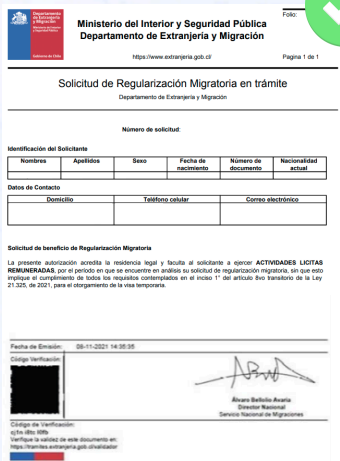 Departamento
de Extranjería
y Migración
Gobierno de Chile
Ministerio del Interior y Seguridad Pública
Departamento de Extranjería y Migración
Folio:
https://www.extranjeria.gob.cl/
Pagina 1 de 1
Solicitud de Regularización Migratoria en trámite
Departamento de Extranjería y Migración
Número de solicitud:
Identificación del Solicitante
Nombres Apellidos Sexo Fecha de nacimiento Número de documento Nacionalidad actual
Datos de Contacto
Domicilio Teléfono celular Correo electrónico
Solicitud de beneficio de Regularización Migratoria
La presente autorización acredita la residencia legal y faculta al solicitante a ejercer ACTIVIDADES LICITAS
REMUNERADAS, por el período en que se encuentre en análisis su solicitud de regularización migratoria, sin que esto
implique el cumplimiento de todos los requisitos contemplados en el inciso 1° del artículo 8vo transitorio de la Ley
21.325, de 2021, para el otorgamiento de la visa temporaria.
Fecha de Emisión: 08-11-2021 14:35:35
Código Verificación:
Álvaro Bellolio Avaria
Director Nacional
Servicio Nacional de Migraciones
Código de Verificación:
Verifique la validez de este documento en:
https://tramites.extranjeria.gob.cl/validador